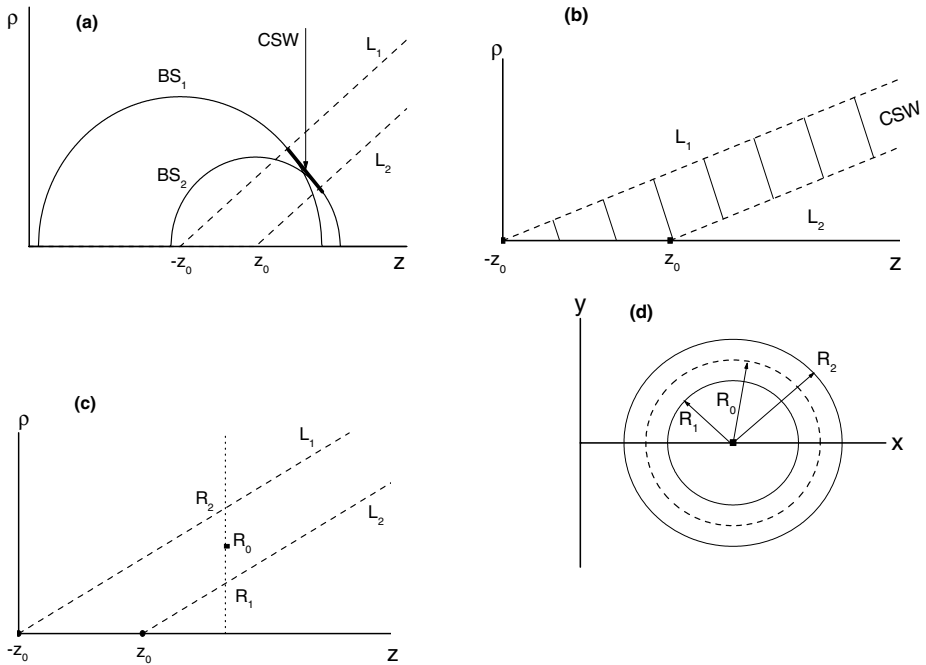 ρ
(a)
CSW
L₁
BS₁
BS₂
L₂
-z₀
z₀
z
(b)
ρ
L₁
CSW
L₂
-z₀
z₀
z
(c)
ρ
L₁
R₂
L₂
R₀
R₁
-z₀
z₀
z
y
(d)
R₂
R₀
R₁
x